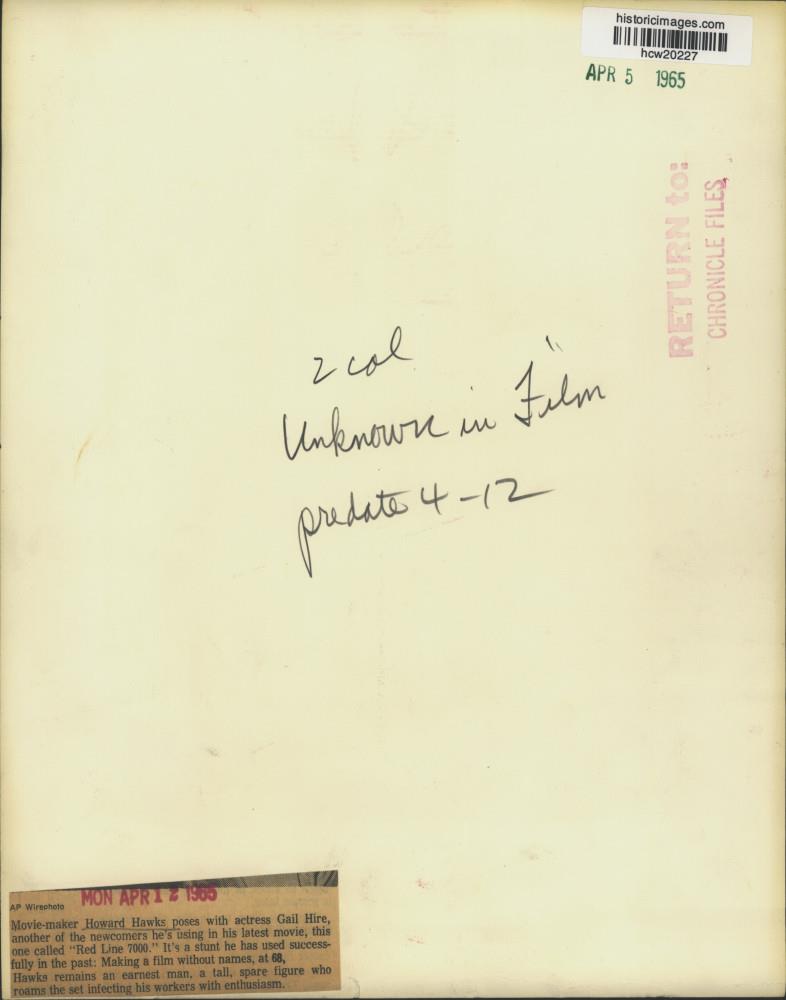 historicimages.com
hcw20227
APR 5 1965
RETURN to:
CHRONICLE FILES
2 col
Unknown in Film"
predate 4-12
AP Wirephoto
MON APR 12 1965
Movie-maker Howard Hawks poses with actress Gail Hire,
another of the newcomers he's using in his latest movie, this
one called "Red Line 7000." It's a stunt he has used success-
fully in the past: Making a film without names, at 68,
Hawks remains an earnest man, a tall, spare figure who
roams the set infecting his workers with enthusiasm.